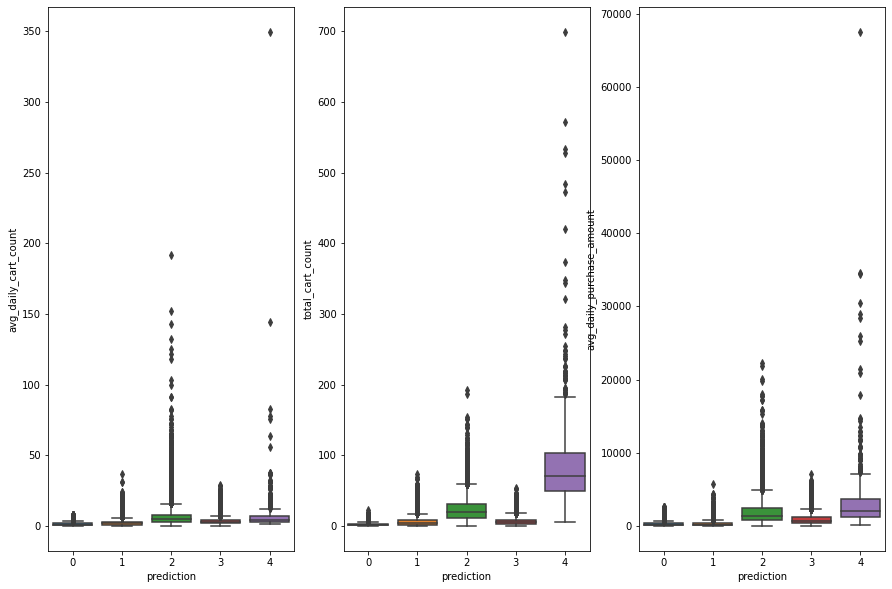 350
300
250
200
150
100
50
0
avg_daily_cart_count
0 1 2 3 4
prediction
700
600
500
400
300
200
100
0
total_cart_count
0 1 2 3 4
prediction
70000
60000
50000
40000
30000
20000
10000
0
avg_daily_purchase_amount
0 1 2 3 4
prediction